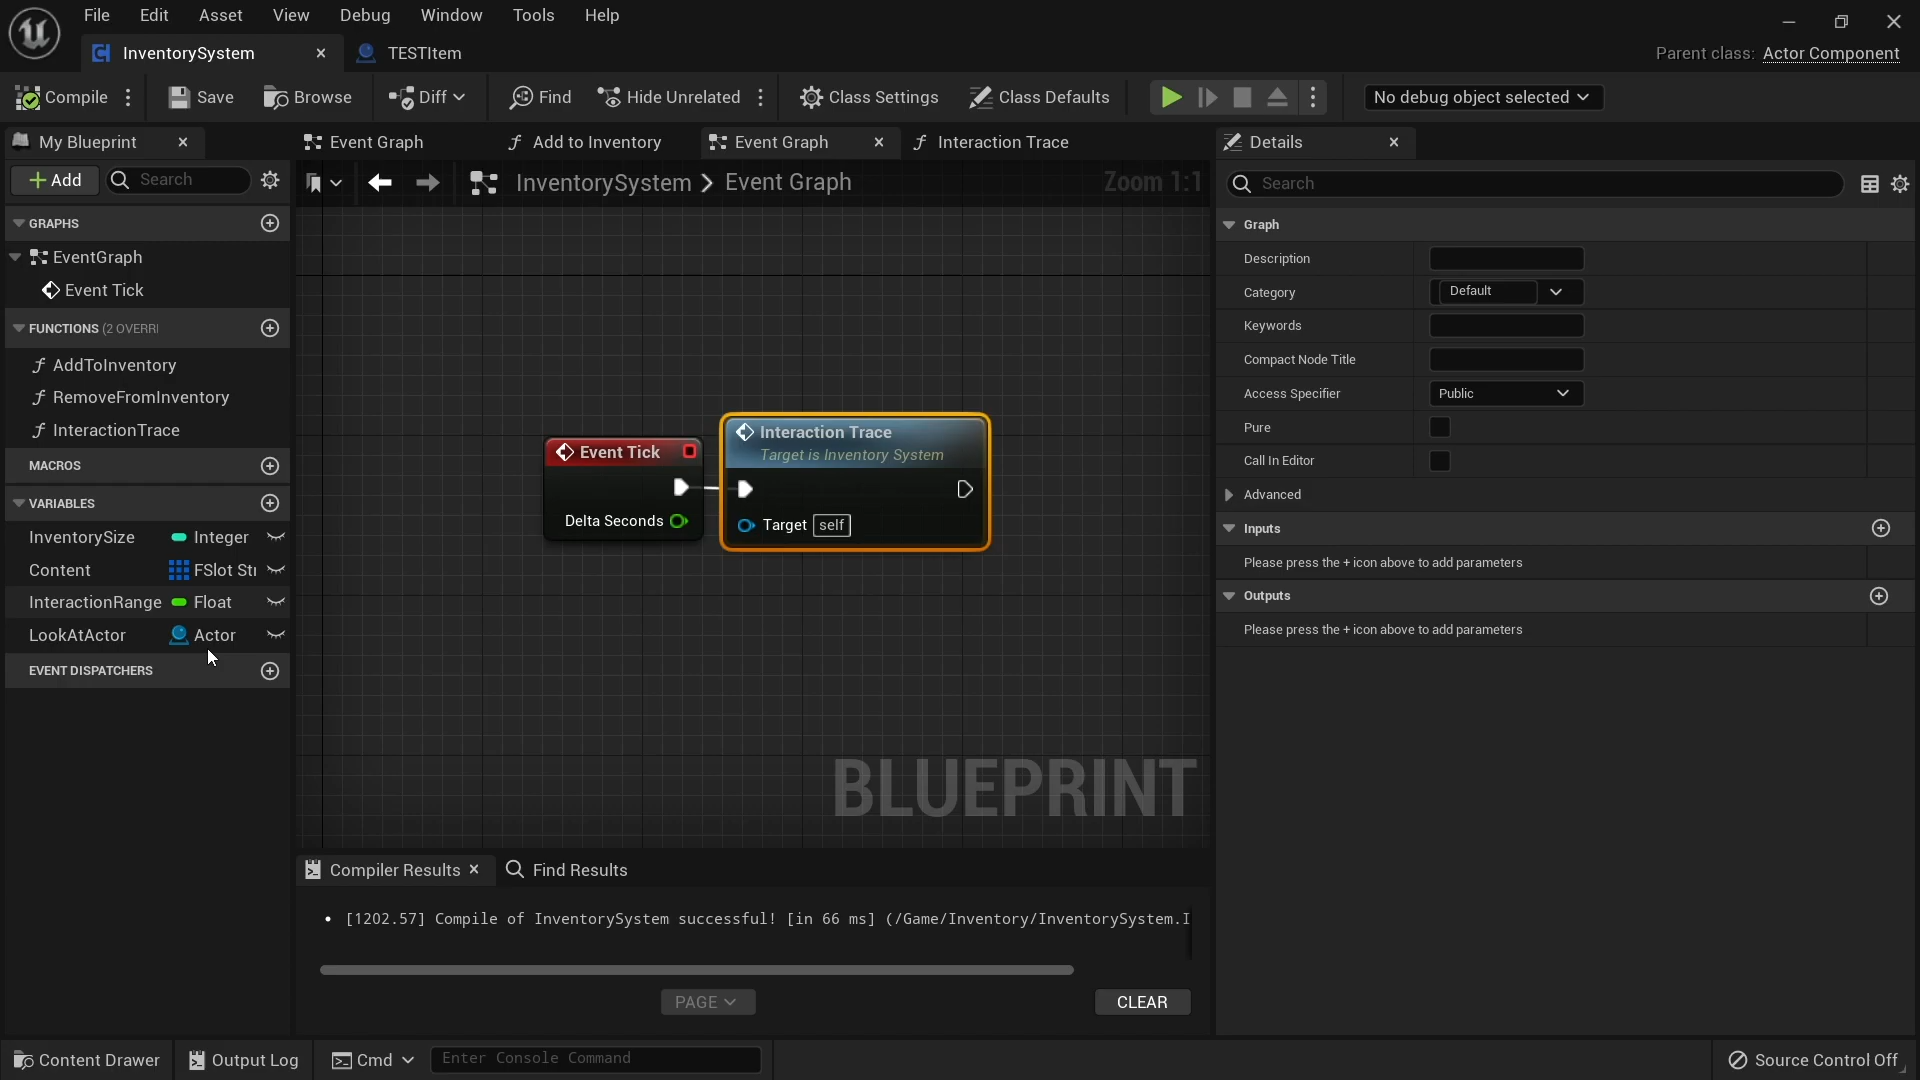 File Edit Asset View Debug Window Tools Help
InventorySystem
TESTItem
Parent class: Actor Component
Compile
Save
Browse
Diff
Find
Hide Unrelated
Class Settings
Class Defaults
No debug object selected
My Blueprint
Event Graph
Add to Inventory
Event Graph
Interaction Trace
Details
Add
Search
InventorySystem > Event Graph
Zoom 1:1
Search
GRAPHS
EventGraph
Event Tick
FUNCTIONS (2 OVERRI
AddToInventory
RemoveFromInventory
InteractionTrace
MACROS
VARIABLES
InventorySize Integer
Content FSlot Str
InteractionRange Float
LookAtActor Actor
EVENT DISPATCHERS
Event Tick
Delta Seconds
Interaction Trace
Target is Inventory System
Target self
BLUEPRINT
Graph
Description
Category Default
Keywords
Compact Node Title
Access Specifier Public
Pure
Call In Editor
Advanced
Inputs
Please press the + icon above to add parameters
Outputs
Please press the + icon above to add parameters
Compiler Results
Find Results
• [1202.57] Compile of InventorySystem successful! [in 66 ms] (/Game/Inventory/InventorySystem.I
PAGE
CLEAR
Content Drawer
Output Log
Cmd
Enter Console Command
Source Control Off